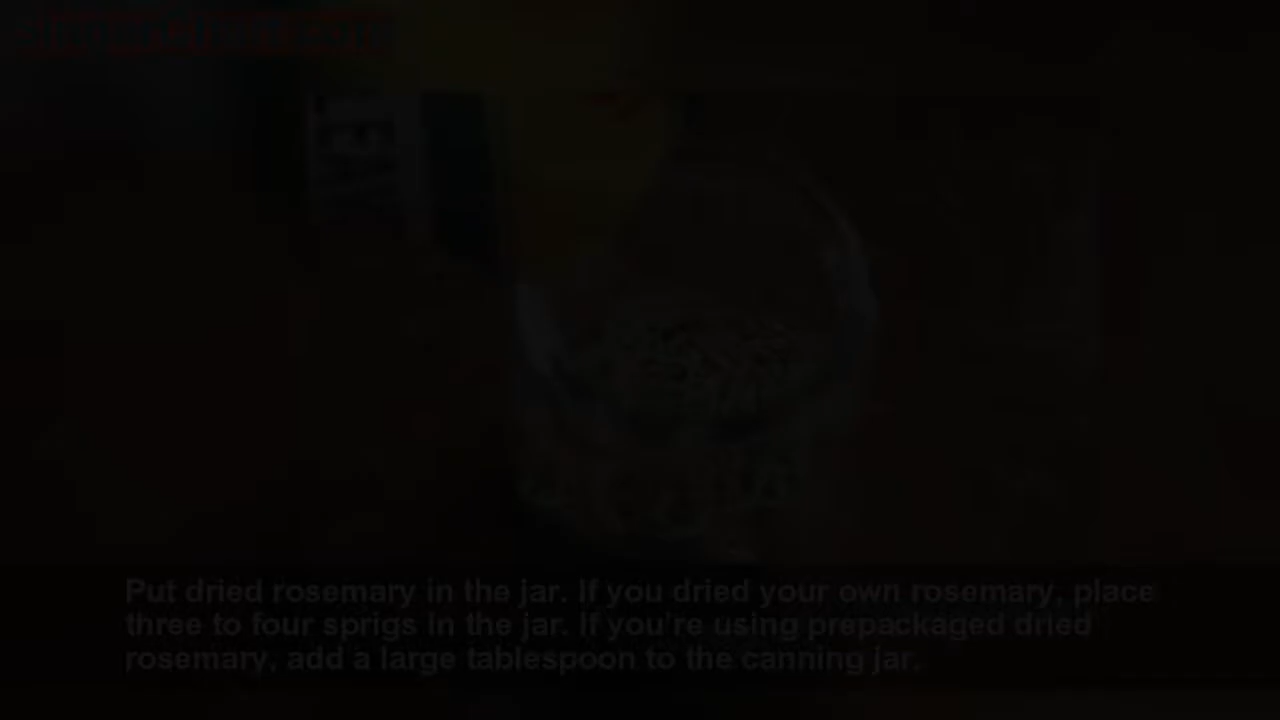 Put dried rosemary in the jar. If you dried your own rosemary, place
three to four sprigs in the jar. If you're using prepackaged dried
rosemary, add a large tablespoon to the canning jar.